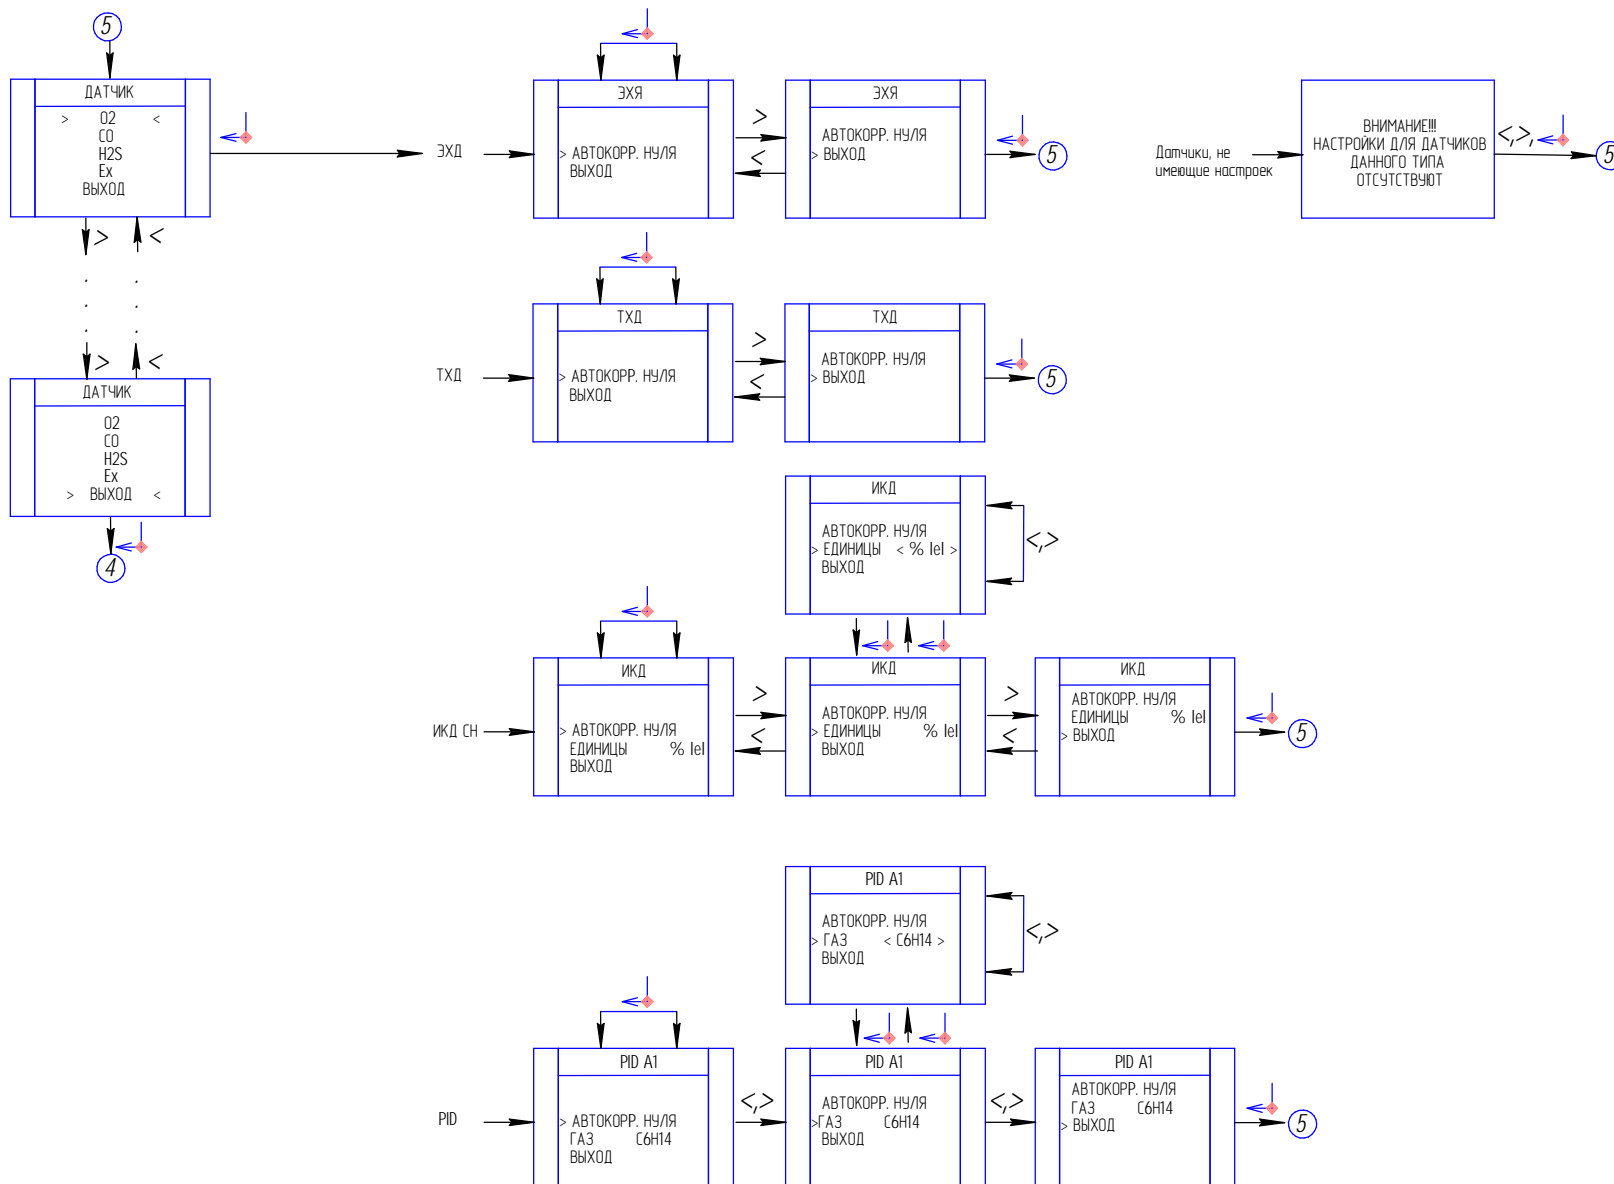 5
ДАТЧИК
> O2 <
CO
H2S
Ex
ВЫХОД
> <
> <
ДАТЧИК
O2
CO
H2S
Ex
> ВЫХОД <
4
ЭХД
ЭХЯ
> АВТОКОРР. НУЛЯ
ВЫХОД
>
<
ЭХЯ
АВТОКОРР. НУЛЯ
> ВЫХОД
5
Датчики, не
имеющие настроек
ВНИМАНИЕ!!!
НАСТРОЙКИ ДЛЯ ДАТЧИКОВ
ДАННОГО ТИПА
ОТСУТСТВУЮТ
<,>,
5
ТХД
ТХД
> АВТОКОРР. НУЛЯ
ВЫХОД
>
<
ТХД
АВТОКОРР. НУЛЯ
> ВЫХОД
5
ИКД
АВТОКОРР. НУЛЯ
> ЕДИНИЦЫ < % lel >
ВЫХОД
<,>
ИКД CH
ИКД
> АВТОКОРР. НУЛЯ
ЕДИНИЦЫ % lel
ВЫХОД
>
<
ИКД
АВТОКОРР. НУЛЯ
> ЕДИНИЦЫ % lel
ВЫХОД
>
<
ИКД
АВТОКОРР. НУЛЯ
ЕДИНИЦЫ % lel
> ВЫХОД
5
PID A1
АВТОКОРР. НУЛЯ
> ГАЗ < C6H14 >
ВЫХОД
<,>
PID
PID A1
> АВТОКОРР. НУЛЯ
ГАЗ C6H14
ВЫХОД
<,>
PID A1
АВТОКОРР. НУЛЯ
>ГАЗ C6H14
ВЫХОД
<,>
PID A1
АВТОКОРР. НУЛЯ
ГАЗ C6H14
> ВЫХОД
5